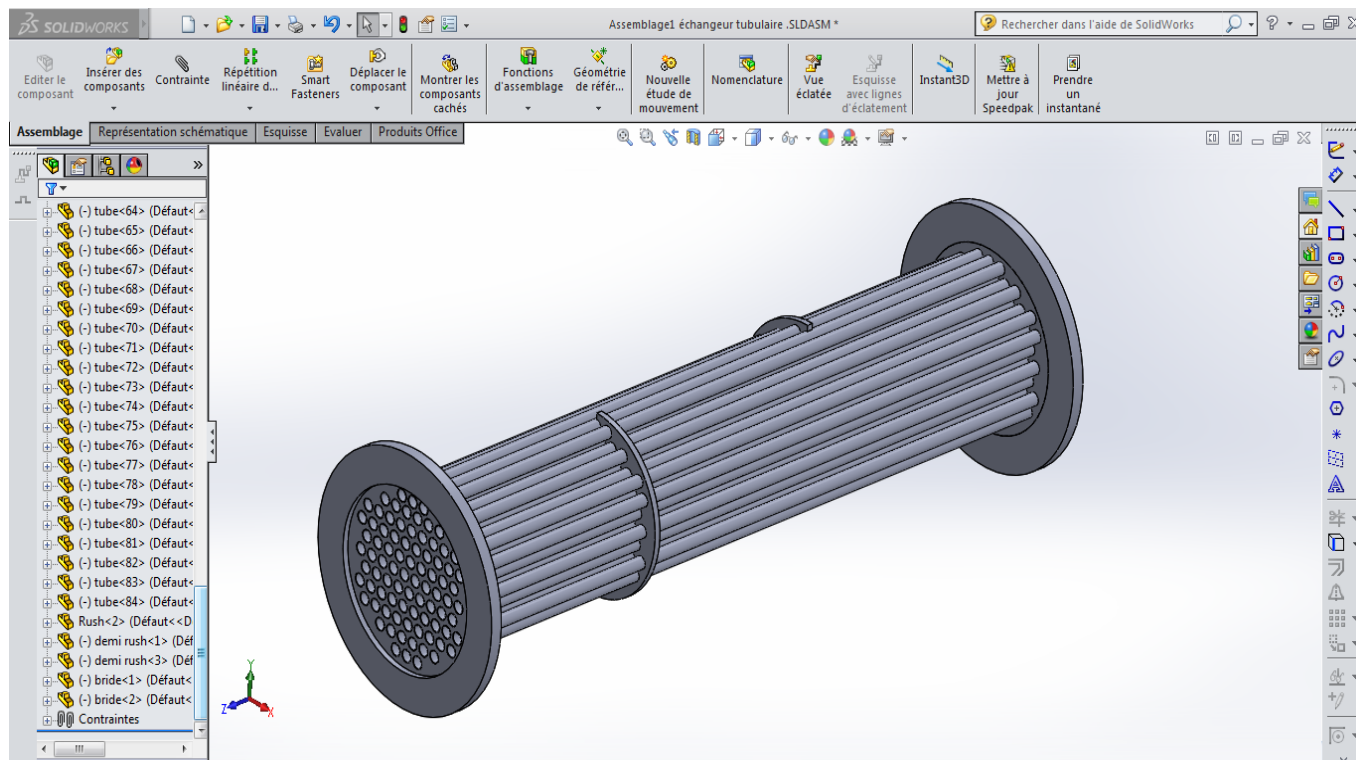 SOLIDWORKS
Assemblage1 échangeur tubulaire .SLDASM *
Rechercher dans l'aide de SolidWorks
Editer le
composant
Insérer des
composants
Contrainte
Répétition
linéaire d...
Smart
Fasteners
Déplacer le
composant
Montrer les
composants
cachés
Fonctions
d'assemblage
Géométrie
de référ...
Nouvelle
étude de
mouvement
Nomenclature
Vue
éclatée
Esquisse
avec lignes
d'éclatement
Instant3D
Mettre à
jour
Speedpak
Prendre
un
instantané
Assemblage
Représentation schématique
Esquisse
Evaluer
Produits Office
(-) tube<64> (Défaut<
(-) tube<65> (Défaut<
(-) tube<66> (Défaut<
(-) tube<67> (Défaut<
(-) tube<68> (Défaut<
(-) tube<69> (Défaut<
(-) tube<70> (Défaut<
(-) tube<71> (Défaut<
(-) tube<72> (Défaut<
(-) tube<73> (Défaut<
(-) tube<74> (Défaut<
(-) tube<75> (Défaut<
(-) tube<76> (Défaut<
(-) tube<77> (Défaut<
(-) tube<78> (Défaut<
(-) tube<79> (Défaut<
(-) tube<80> (Défaut<
(-) tube<81> (Défaut<
(-) tube<82> (Défaut<
(-) tube<83> (Défaut<
(-) tube<84> (Défaut<
Rush<2> (Défaut<<D
(-) demi rush<1> (Déf
(-) demi rush<3> (Déf
(-) bride<1> (Défaut<
(-) bride<2> (Défaut<
Contraintes
Y
Z
X